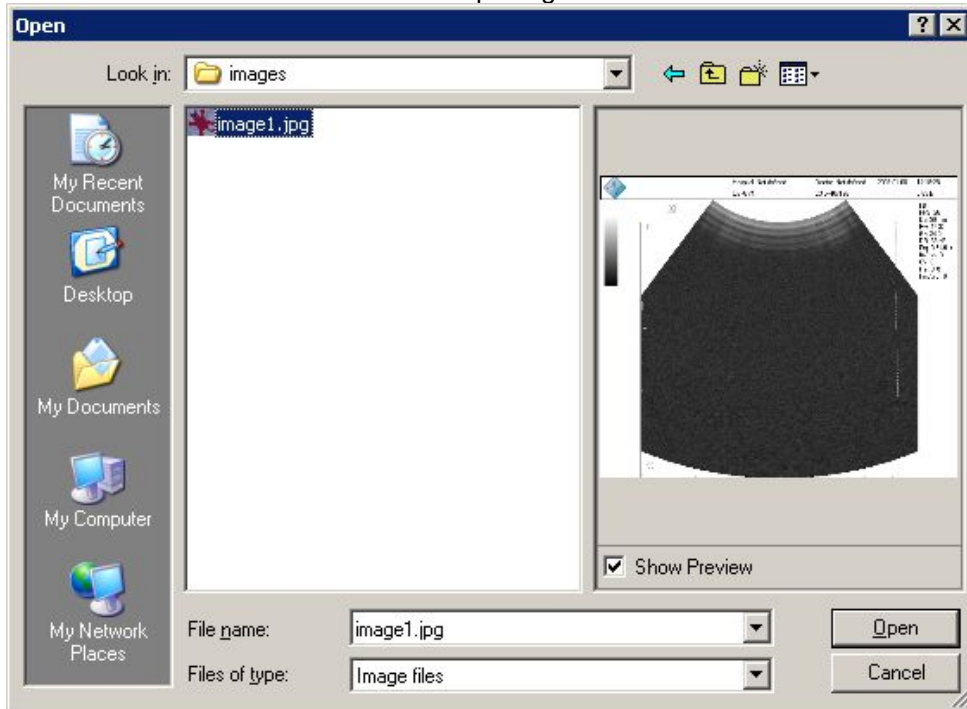 Open
Look in:
images
image1.jpg
My Recent
Documents
Desktop
My Documents
My Computer
My Network
Places
Show Preview
File name:
image1.jpg
Open
Files of type:
Image files
Cancel